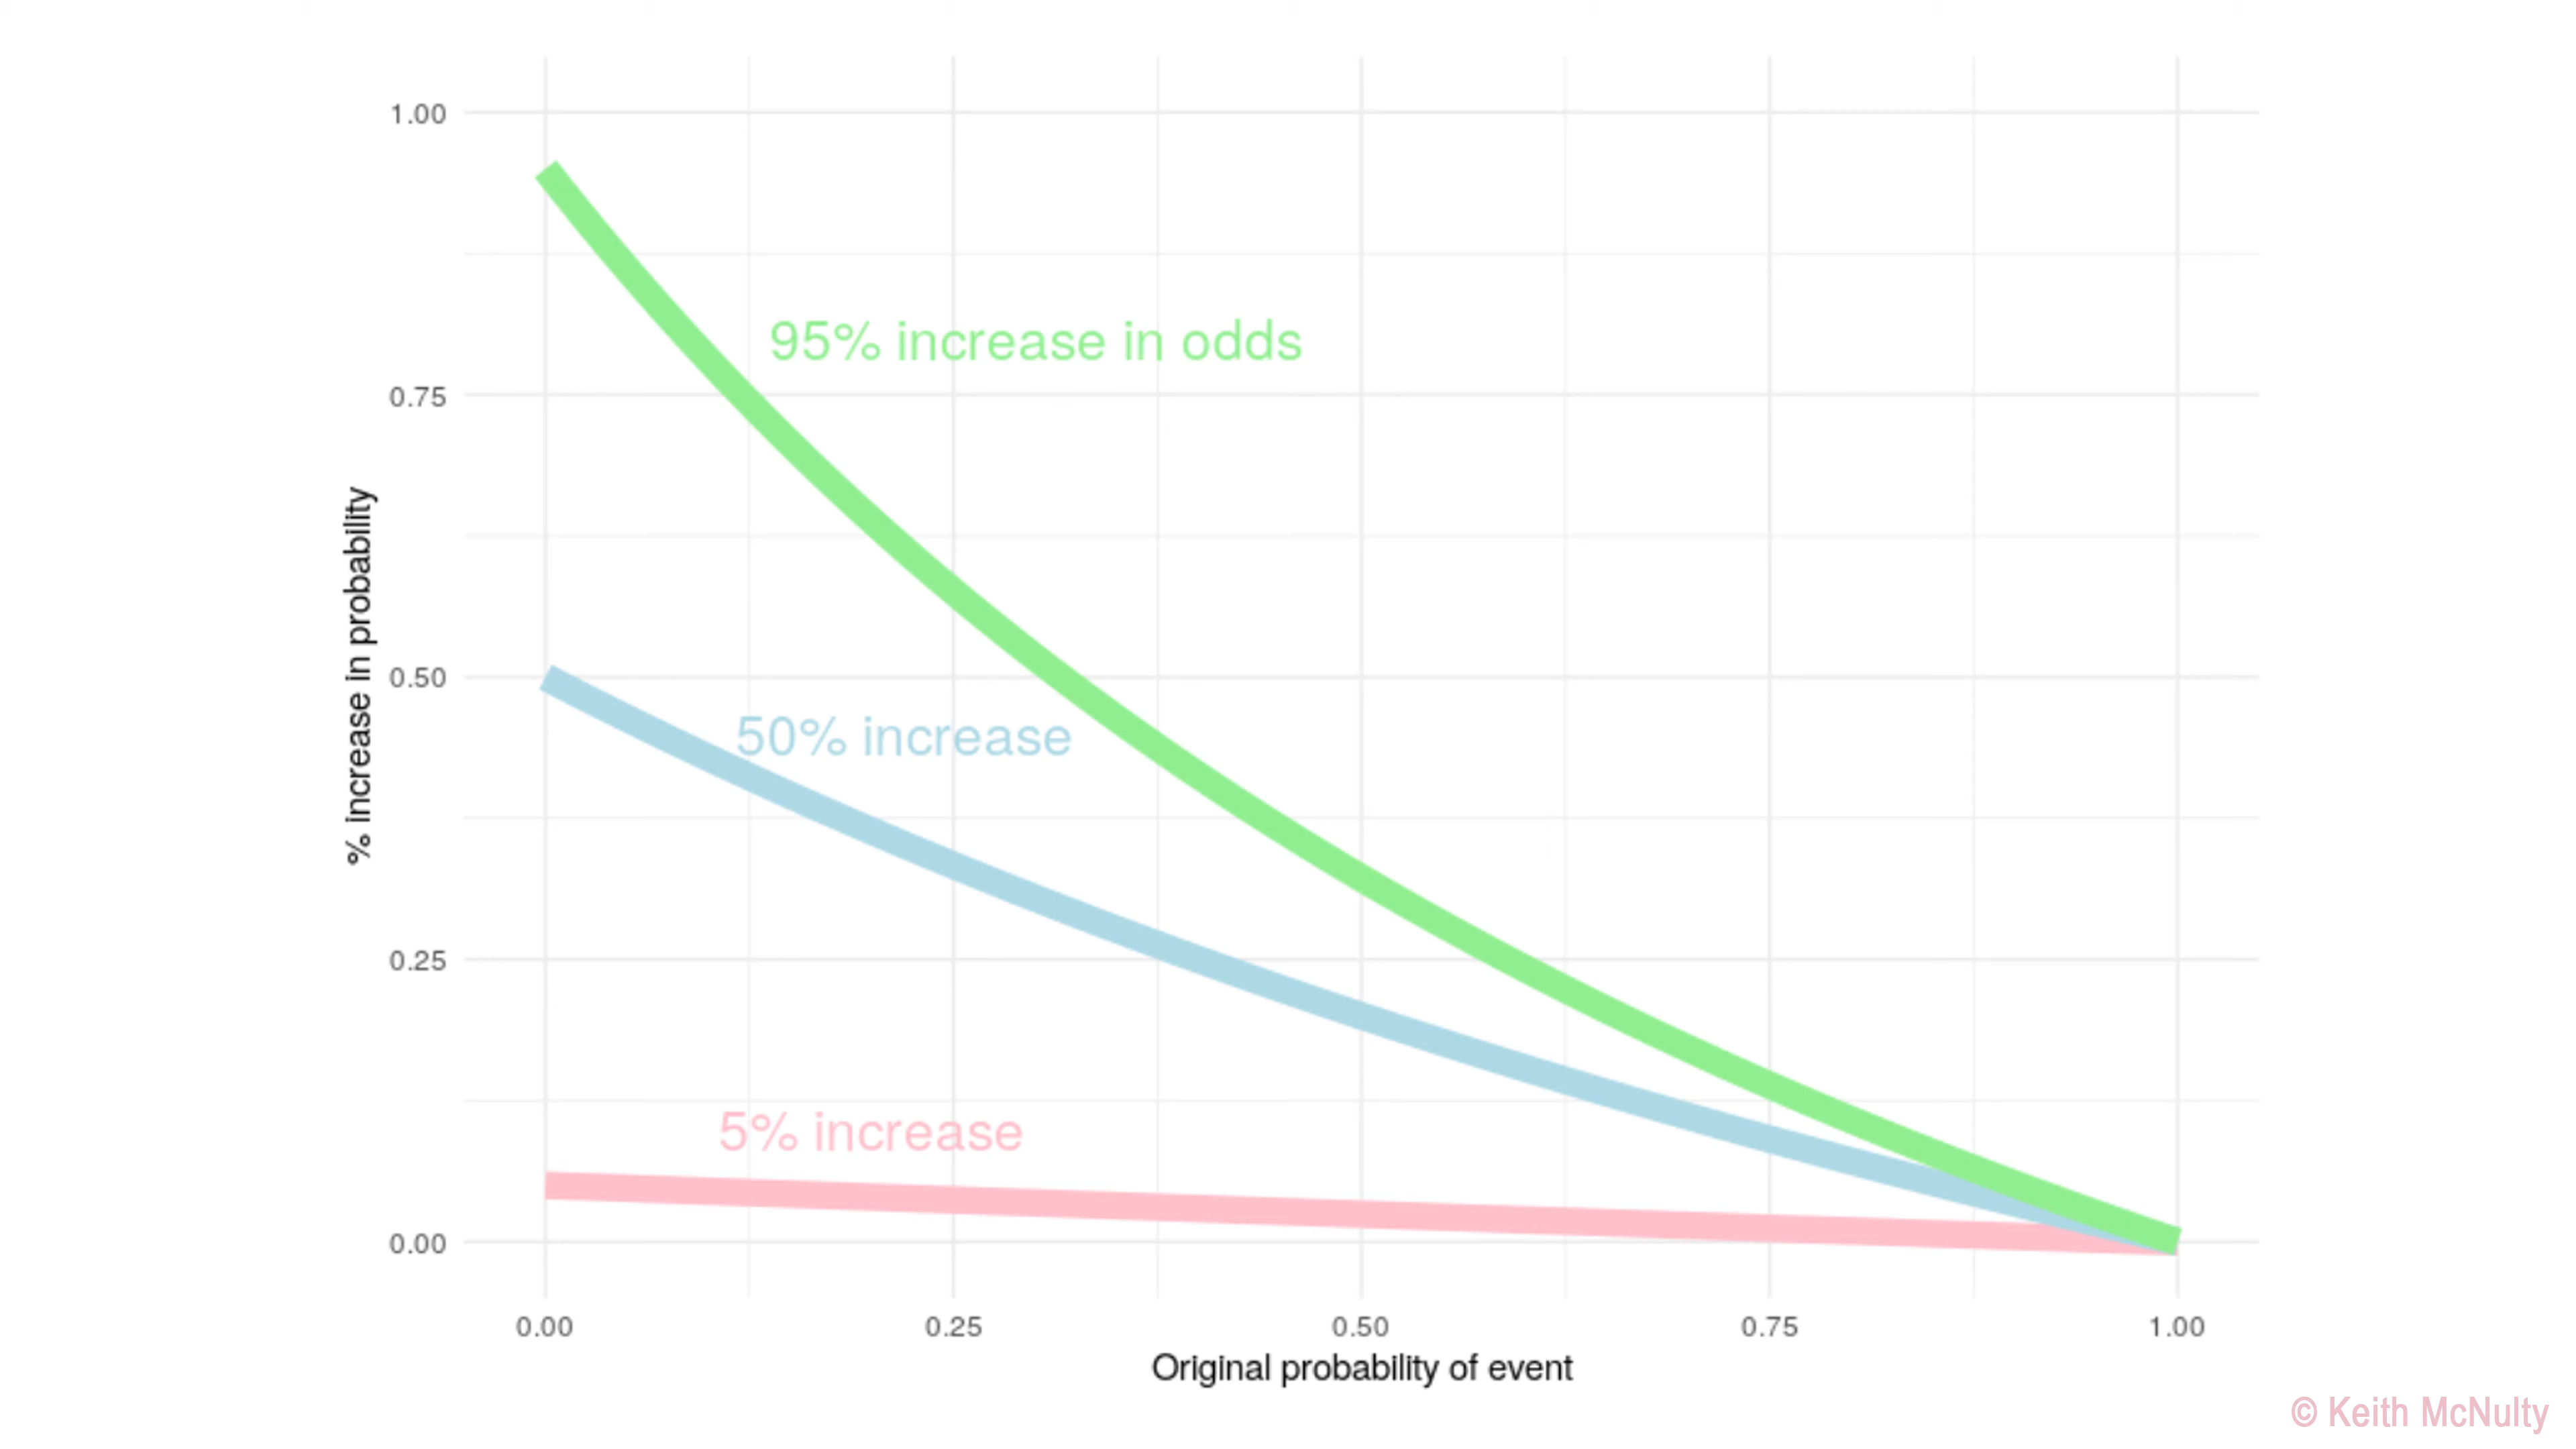 1.00
95% increase in odds
0.75
% increase in probability
0.50
50% increase
0.25
5% increase
0.00
0.00 0.25 0.50 0.75 1.00
Original probability of event
© Keith McNulty